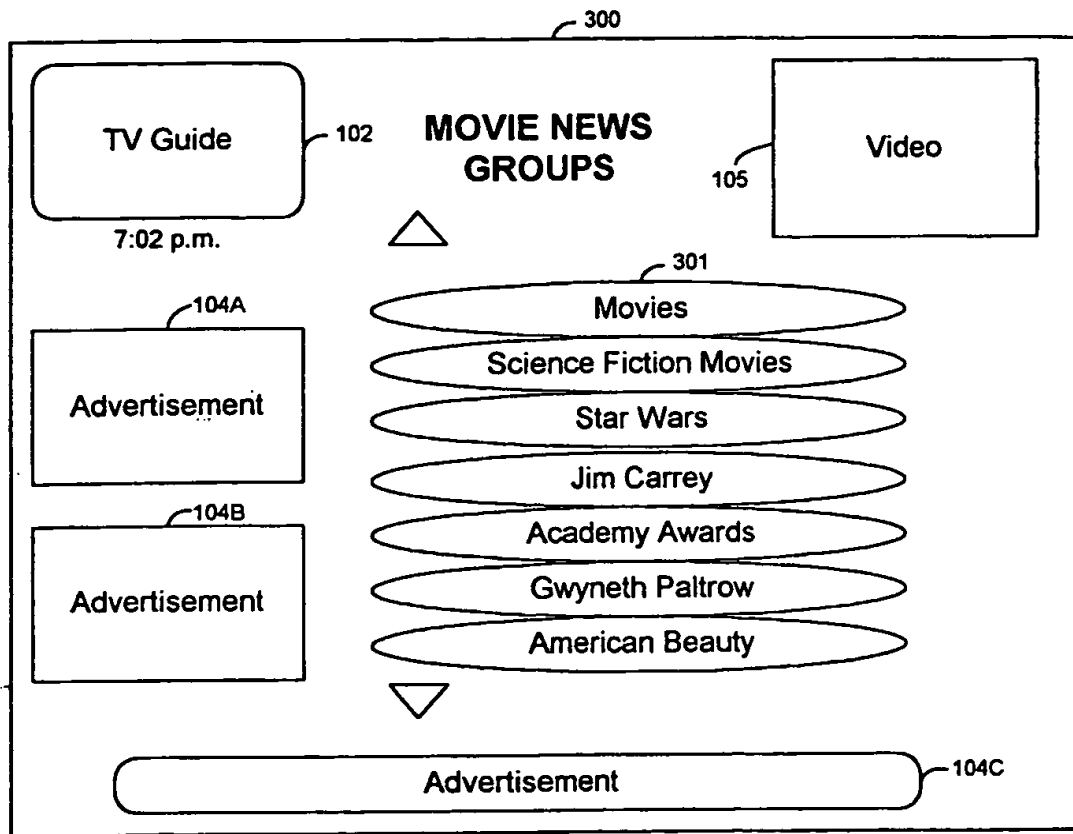 300
TV Guide
102
MOVIE NEWS
GROUPS
105
Video
7:02 p.m.
301
104A
Advertisement
104B
Advertisement
Movies
Science Fiction Movies
Star Wars
Jim Carrey
Academy Awards
Gwyneth Paltrow
American Beauty
Advertisement
104C